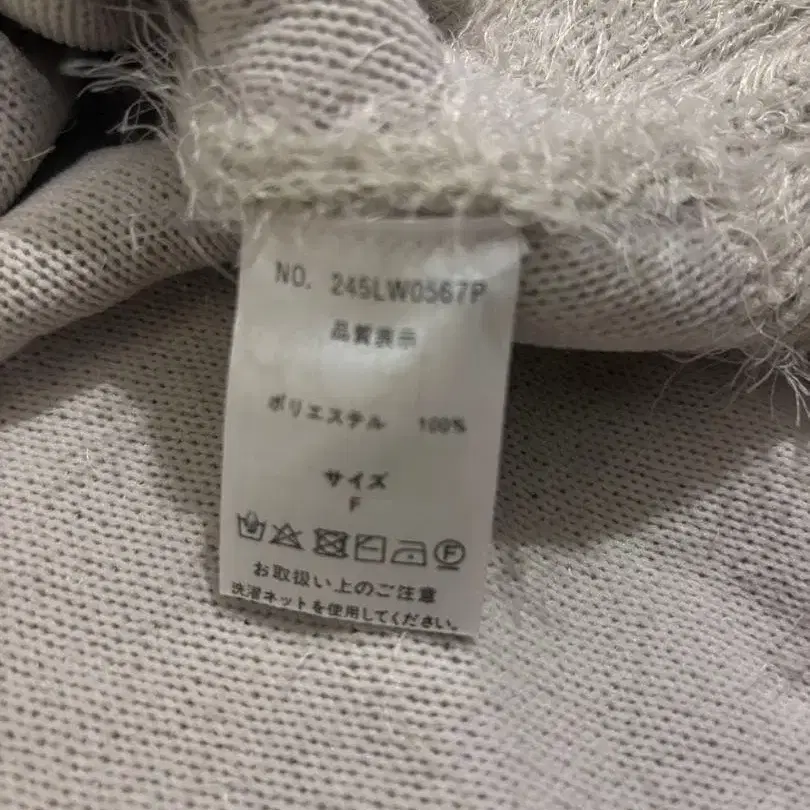 NO. 245LW0567P
品質表示
ポリエステル 100%
サイズ
F
F
お取扱い上のご注意
洗濯ネットを使用してください。